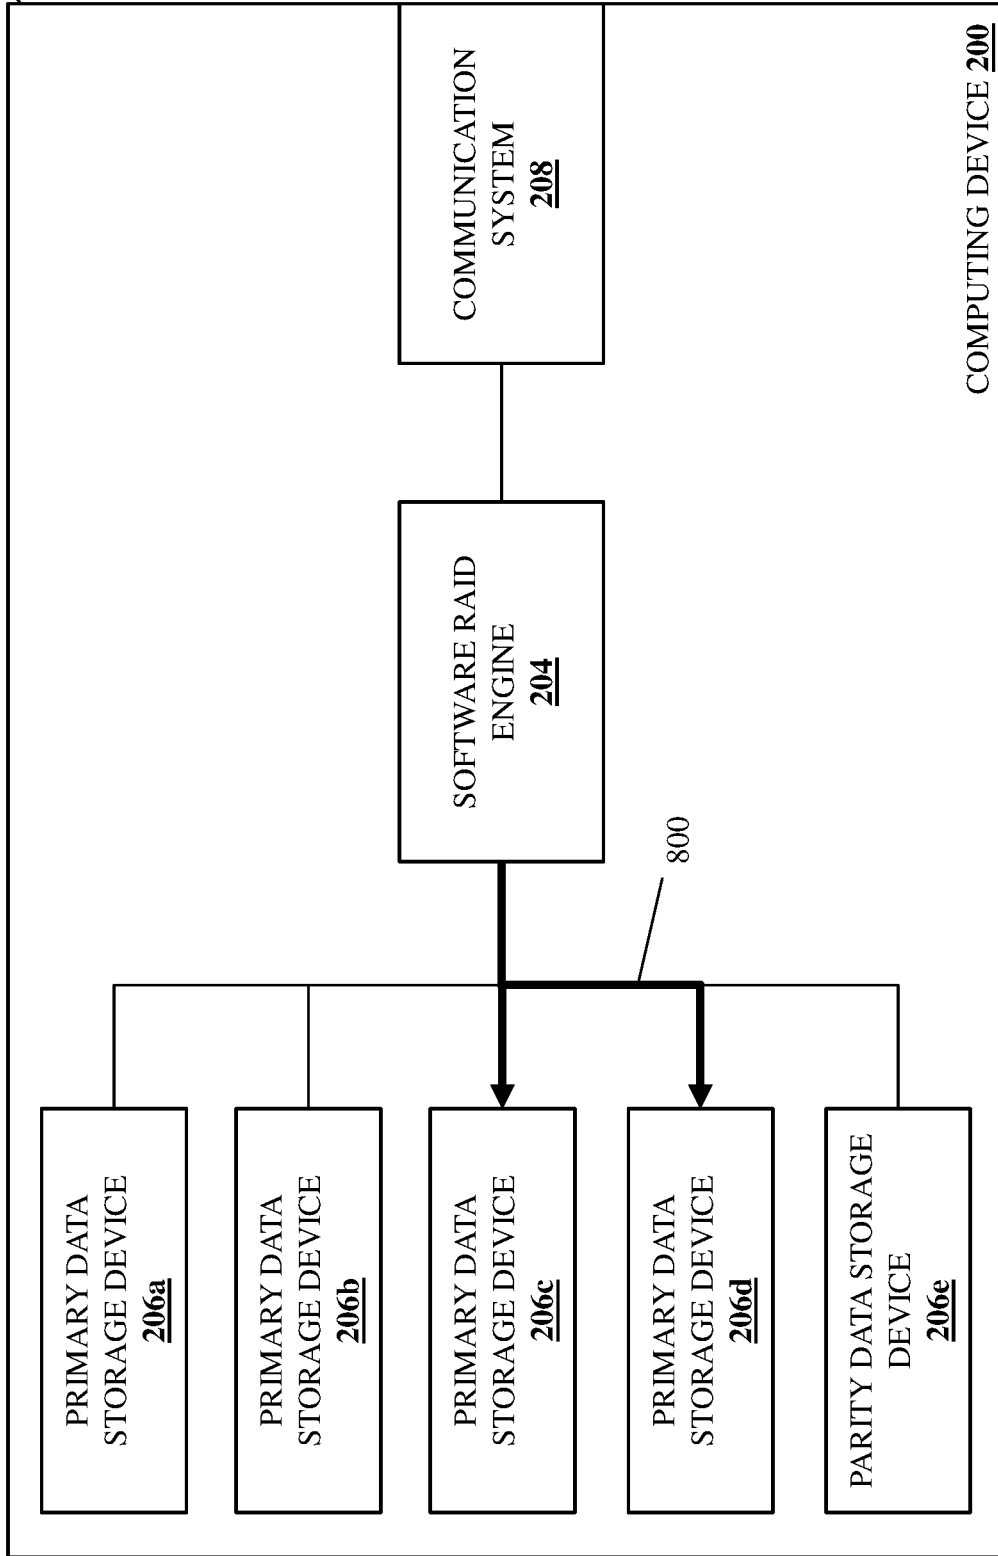 PRIMARY DATA
STORAGE DEVICE
206a
PRIMARY DATA
STORAGE DEVICE
206b
PRIMARY DATA
STORAGE DEVICE
206c
PRIMARY DATA
STORAGE DEVICE
206d
PARITY DATA STORAGE
DEVICE
206e
800
SOFTWARE RAID
ENGINE
204
COMMUNICATION
SYSTEM
208
COMPUTING DEVICE 200